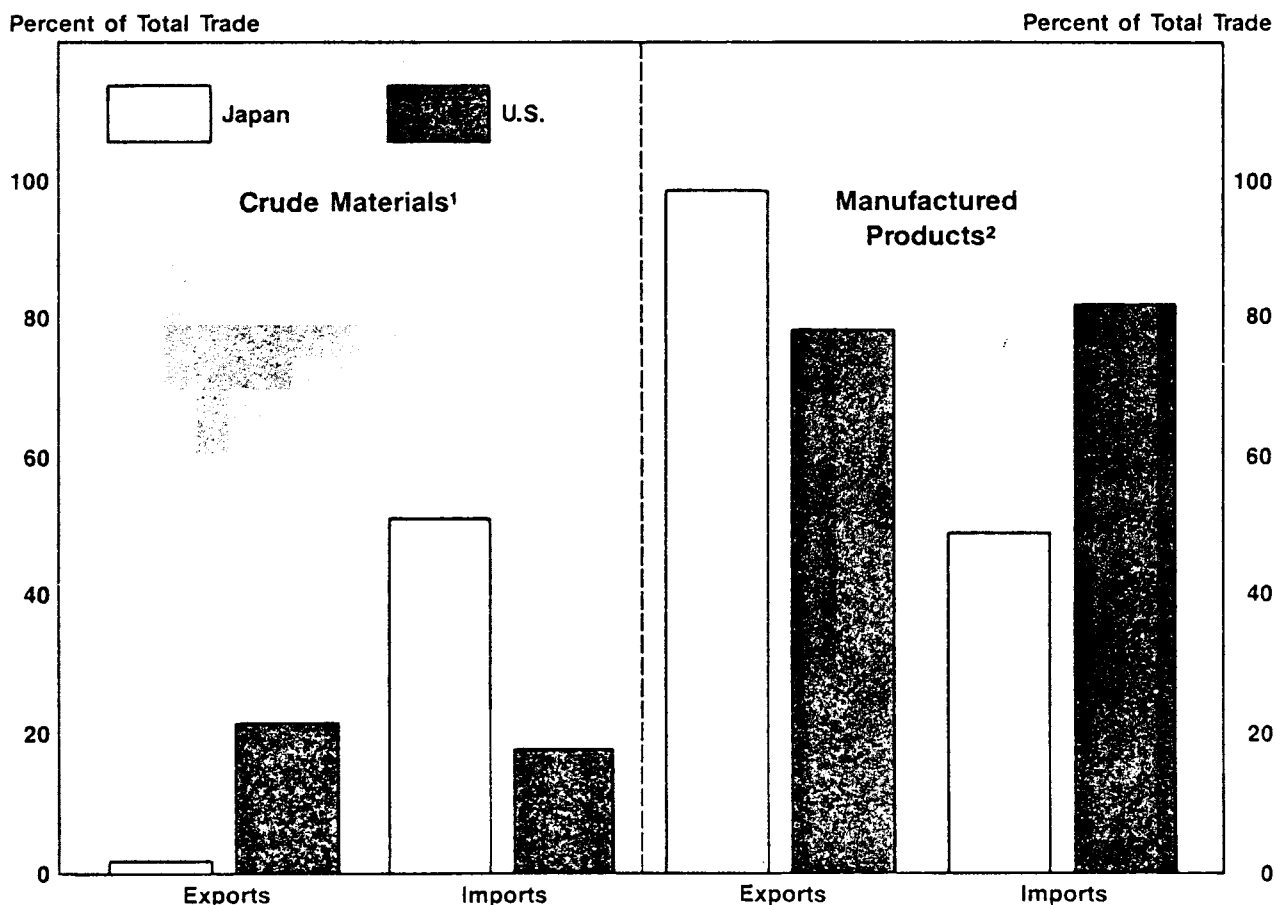 Percent of Total Trade
Percent of Total Trade
Japan
U.S.
Crude Materials¹
Manufactured
Products²
100
80
60
40
20
0
100
80
60
40
20
0
Exports
Imports
Exports
Imports